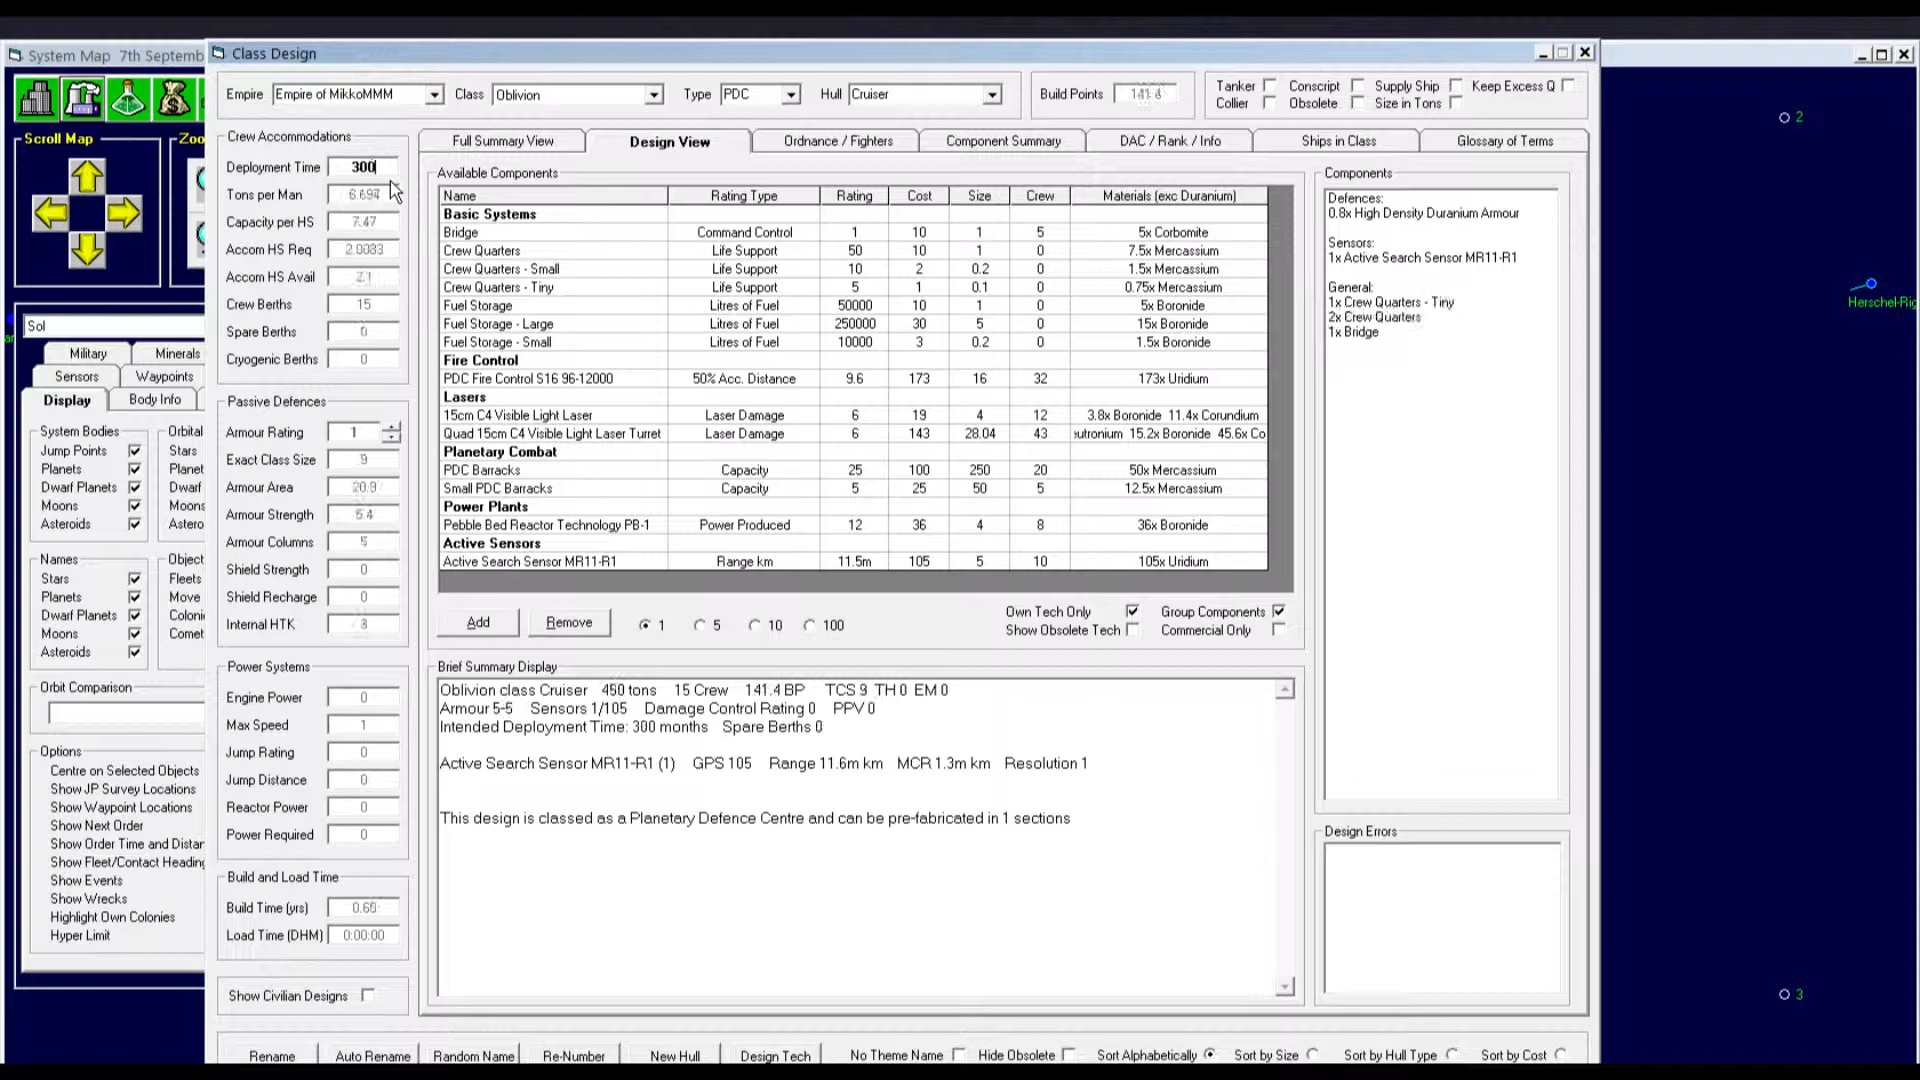 System Map 7th Septemb
Class Design
Empire Empire of MikkoMMM Class Oblivion Type PDC Hull Cruiser Build Points 141.4
Tanker Conscript Supply Ship Keep Excess Q
Collier Obsolete Size in Tons
Scroll Map
Zoo
Sol
Military Minerals
Sensors Waypoints
Display Body Info
System Bodies Orbital
Jump Points Stars
Planets Planet
Dwarf Planets Dwarf
Moons Moons
Asteroids Astero
Names Object
Stars Fleets
Planets Move
Dwarf Planets Coloni
Moons Comet
Asteroids
Orbit Comparison
Options
Centre on Selected Objects
Show JP Survey Locations
Show Waypoint Locations
Show Next Order
Show Order Time and Distan
Show Fleet/Contact Heading
Show Events
Show Wrecks
Highlight Own Colonies
Hyper Limit
Crew Accommodations
Deployment Time 300
Tons per Man 6.694
Capacity per HS 7.47
Accom HS Req 2.0083
Accom HS Avail 2.1
Crew Berths 15
Spare Berths 0
Cryogenic Berths 0
Passive Defences
Armour Rating 1
Exact Class Size 9
Armour Area 20.9
Armour Strength 5.4
Armour Columns 5
Shield Strength 0
Shield Recharge 0
Internal HTK 8
Power Systems
Engine Power 0
Max Speed 1
Jump Rating 0
Jump Distance 0
Reactor Power 0
Power Required 0
Build and Load Time
Build Time (yrs) 0.66
Load Time (DHM) 0:00:00
Show Civilian Designs
Full Summary View Design View Ordnance / Fighters Component Summary DAC / Rank / Info Ships in Class Glossary of Terms
Available Components
Name Rating Type Rating Cost Size Crew Materials (exc Duranium)
Basic Systems
Bridge Command Control 1 10 1 5 5x Corbomite
Crew Quarters Life Support 50 10 1 0 7.5x Mercassium
Crew Quarters - Small Life Support 10 2 0.2 0 1.5x Mercassium
Crew Quarters - Tiny Life Support 5 1 0.1 0 0.75x Mercassium
Fuel Storage Litres of Fuel 50000 10 1 0 5x Boronide
Fuel Storage - Large Litres of Fuel 250000 30 5 0 15x Boronide
Fuel Storage - Small Litres of Fuel 10000 3 0.2 0 1.5x Boronide
Fire Control
PDC Fire Control S16 96-12000 50% Acc. Distance 9.6 173 16 32 173x Uridium
Lasers
15cm C4 Visible Light Laser Laser Damage 6 19 4 12 3.8x Boronide 11.4x Corundium
Quad 15cm C4 Visible Light Laser Turret Laser Damage 6 143 28.04 43 eutronium 15.2x Boronide 45.6x Co
Planetary Combat
PDC Barracks Capacity 25 100 250 20 50x Mercassium
Small PDC Barracks Capacity 5 25 50 5 12.5x Mercassium
Power Plants
Pebble Bed Reactor Technology PB-1 Power Produced 12 36 4 8 36x Boronide
Active Sensors
Active Search Sensor MR11-R1 Range km 11.5m 105 5 10 105x Uridium
Add Remove 1 5 10 100
Own Tech Only Group Components
Show Obsolete Tech Commercial Only
Brief Summary Display
Oblivion class Cruiser 450 tons 15 Crew 141.4 BP TCS 9 TH 0 EM 0
Armour 5-5 Sensors 1/105 Damage Control Rating 0 PPV 0
Intended Deployment Time: 300 months Spare Berths 0
Active Search Sensor MR11-R1 (1) GPS 105 Range 11.6m km MCR 1.3m km Resolution 1
This design is classed as a Planetary Defence Centre and can be pre-fabricated in 1 sections
Components
Defences:
0.8x High Density Duranium Armour
Sensors:
1x Active Search Sensor MR11-R1
General:
1x Crew Quarters - Tiny
2x Crew Quarters
1x Bridge
Design Errors
Rename Auto Rename Random Name Re-Number New Hull Design Tech No Theme Name Hide Obsolete Sort Alphabetically Sort by Size Sort by Hull Type Sort by Cost
2
Herschel-Rig
3